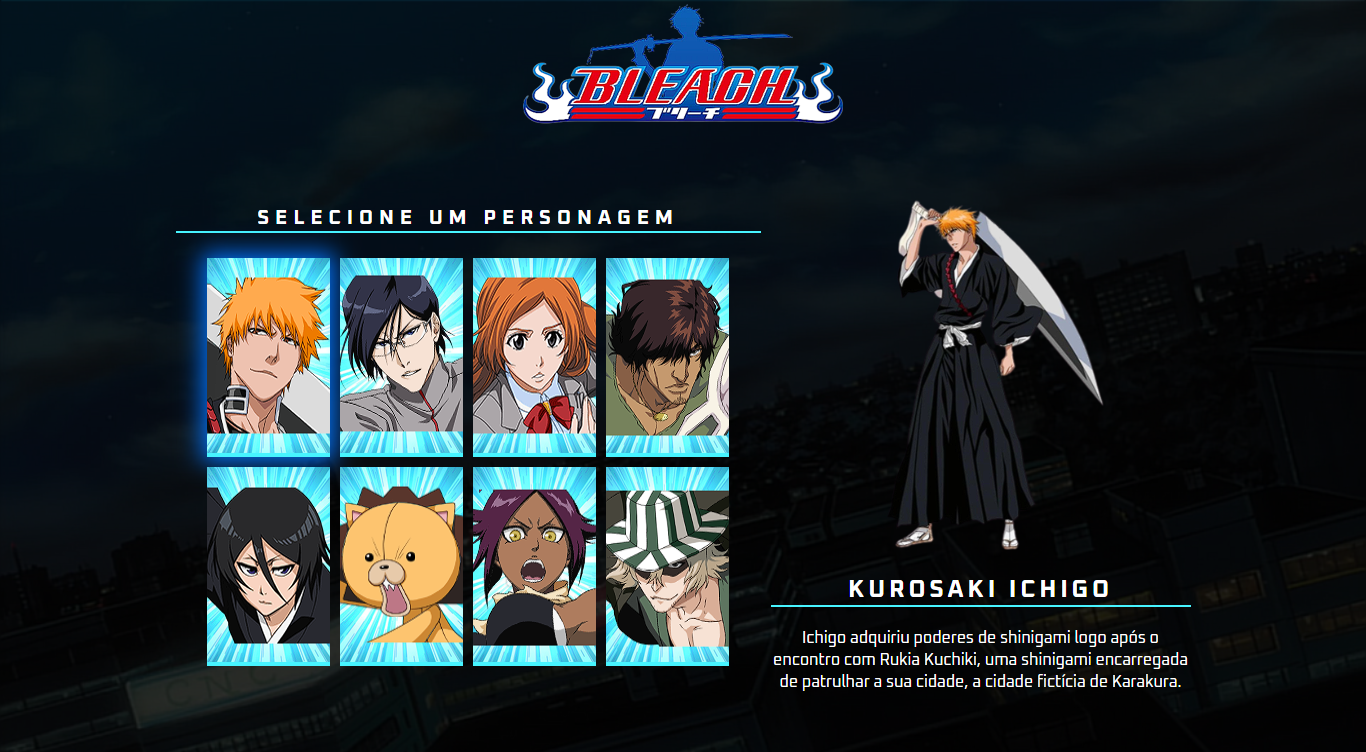 BLEACH
ブリーチ
SELECIONE UM PERSONAGEM
KUROSAKI ICHIGO
Ichigo adquiriu poderes de shinigami logo após o
encontro com Rukia Kuchiki, uma shinigami encarregada
de patrulhar a sua cidade, a cidade fictícia de Karakura.